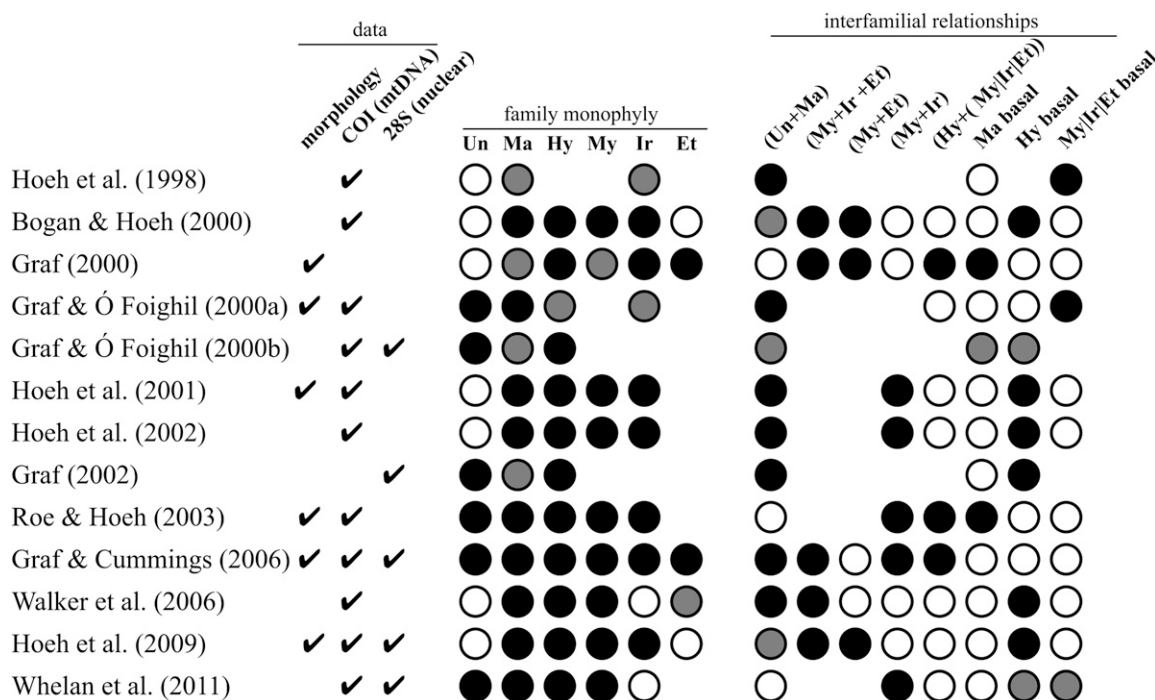 data
interfamilial relationships
morphology
COI (mtDNA)
28S (nuclear)
family monophyly
(Un+Ma)
(My+Ir +Et)
(My+Et)
(My+Ir)
(Hy+( My|Ir|Et))
Ma basal
Hy basal
My|Ir|Et basal
Un Ma Hy My Ir Et
Hoeh et al. (1998) ✔
Bogan & Hoeh (2000) ✔
Graf (2000) ✔
Graf & Ó Foighil (2000a) ✔ ✔
Graf & Ó Foighil (2000b) ✔ ✔
Hoeh et al. (2001) ✔ ✔
Hoeh et al. (2002) ✔
Graf (2002) ✔
Roe & Hoeh (2003) ✔ ✔
Graf & Cummings (2006) ✔ ✔ ✔
Walker et al. (2006) ✔
Hoeh et al. (2009) ✔ ✔ ✔
Whelan et al. (2011) ✔ ✔